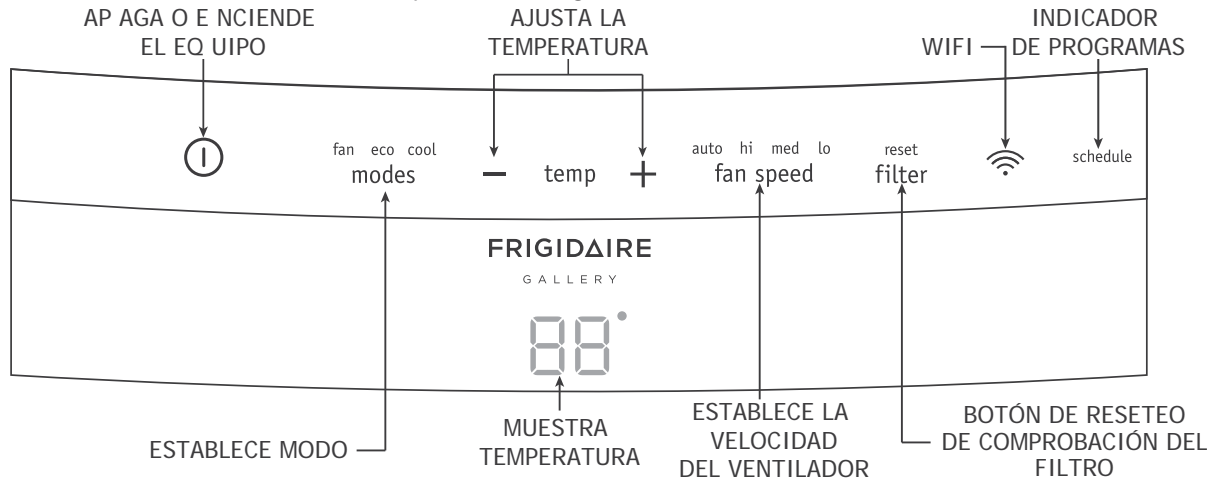 AP AGA O E NCIENDE
EL EQ UIPO
AJUSTA LA
TEMPERATURA
WIFI
INDICADOR
DE PROGRAMAS
fan eco cool
modes
temp
auto hi med lo
fan speed
reset
filter
schedule
FRIGIDAIRE
GALLERY
88°
ESTABLECE MODO
MUESTRA
TEMPERATURA
ESTABLECE LA
VELOCIDAD
DEL VENTILADOR
BOTÓN DE RESETEO
DE COMPROBACIÓN DEL
FILTRO